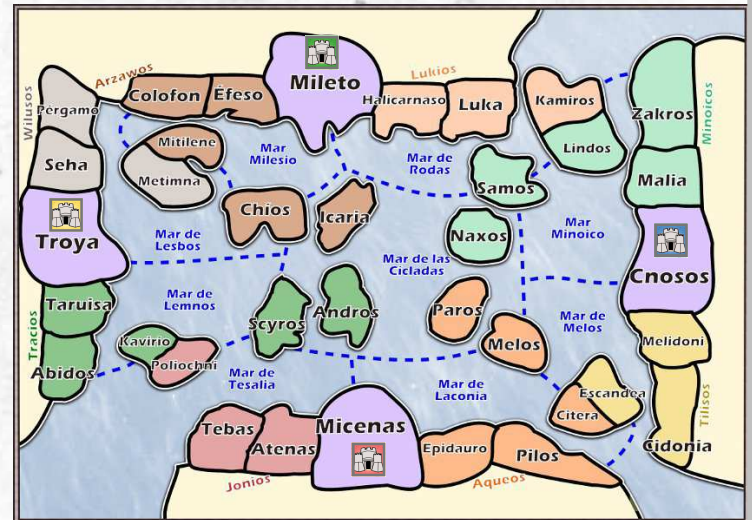 Arzawos
Colofon
Éfeso
Mileto
Lukios
Halicarnaso
Luka
Kamiros
Wilusos
Pérgamo
Zakros
Minoicos
Mitilene
Mar
Milesio
Mar de
Rodas
Lindos
Seha
Metimna
Samos
Malia
Chios
Icaria
Troya
Mar de
Lesbos
Naxos
Mar
Minoico
Mar de las
Cicladas
Cnosos
Taruisa
Mar de
Lemnos
Scyros
Andros
Paros
Mar de
Melos
Tracios
Kavirio
Poliochni
Melos
Melidoni
Abidos
Mar de
Tesalia
Mar de
Laconia
Escandea
Citera
Tilisos
Tebas
Atenas
Micenas
Epidauro
Pilos
Cidonia
Jonios
Aqueos